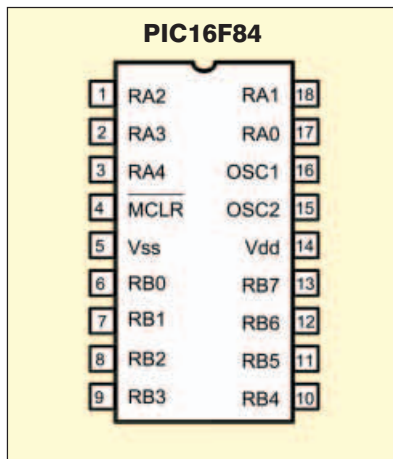 PIC16F84
1 RA2 RA1 18
2 RA3 RA0 17
3 RA4 OSC1 16
4 MCLR OSC2 15
5 Vss Vdd 14
6 RB0 RB7 13
7 RB1 RB6 12
8 RB2 RB5 11
9 RB3 RB4 10